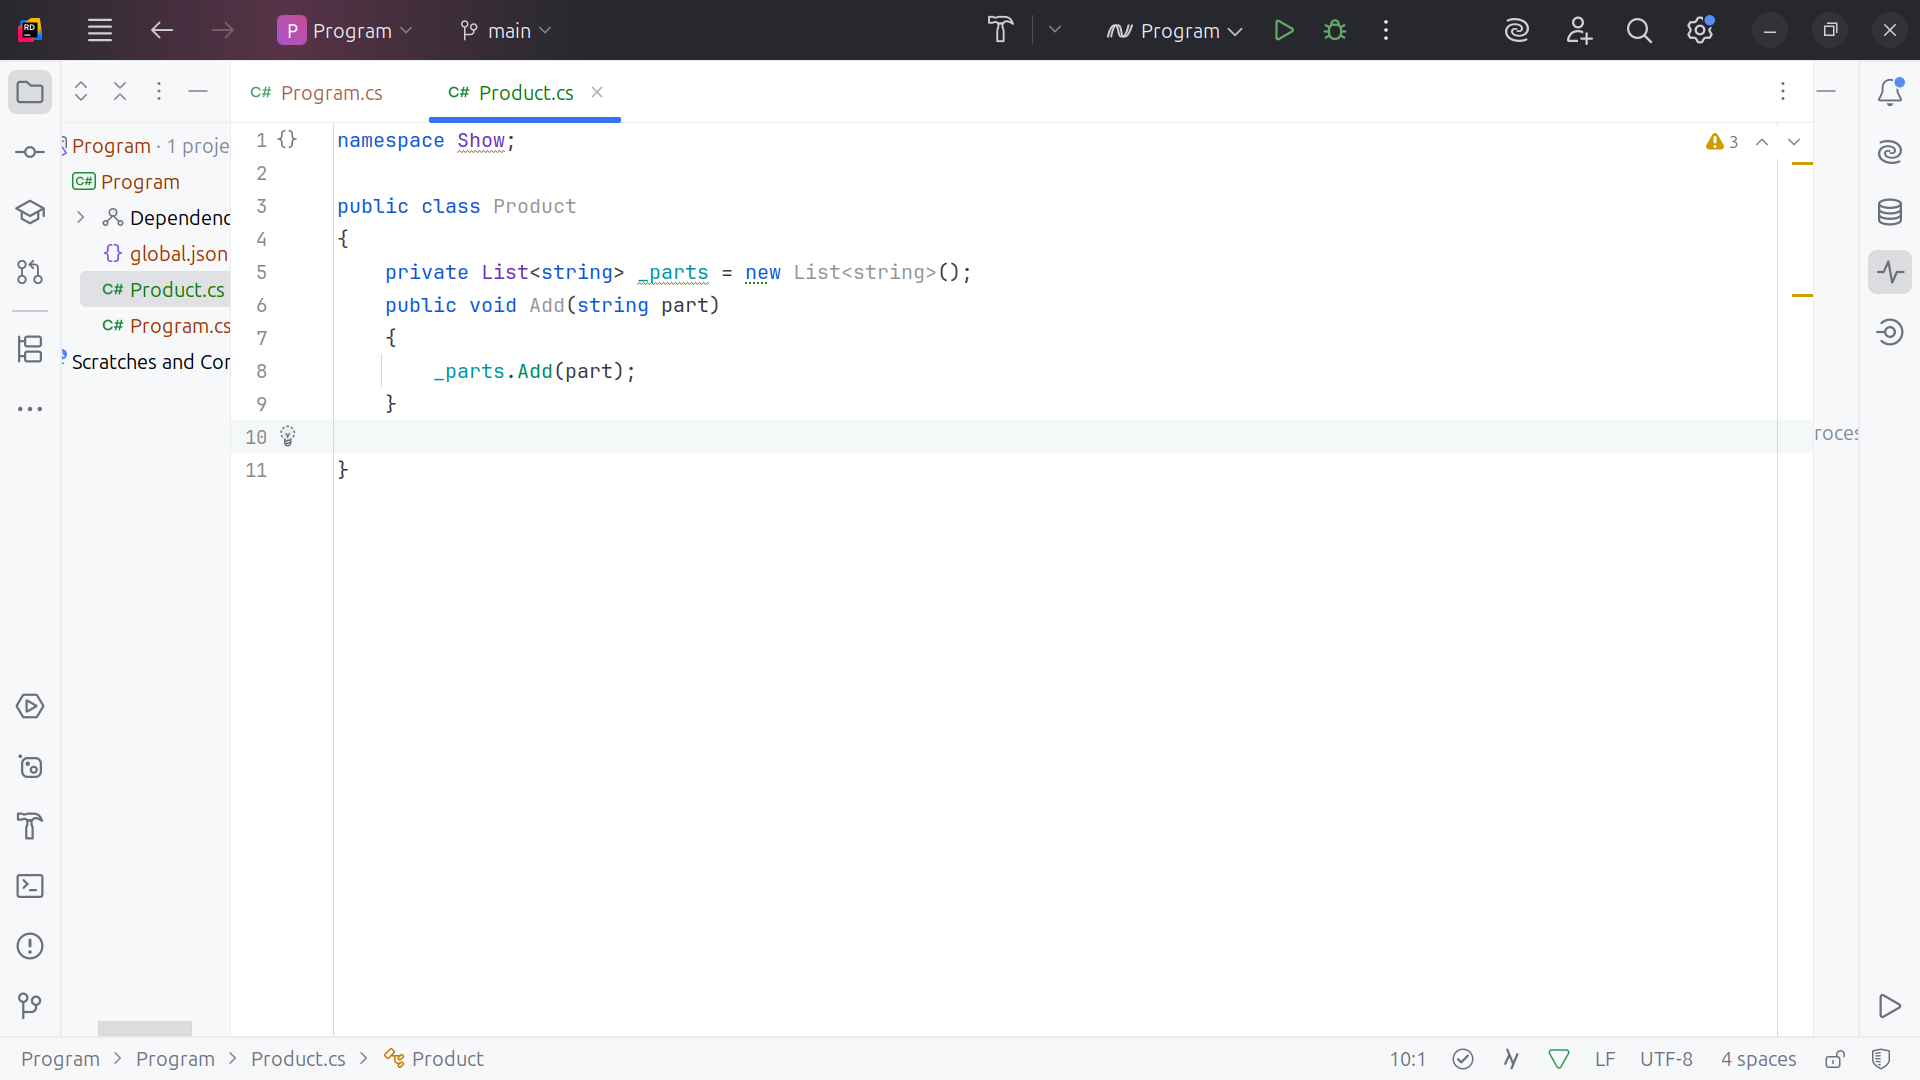 RD
P Program
main
Program
C# Program.cs
C# Product.cs
Program · 1 proje
C# Program
Dependenc
{} global.json
C# Product.cs
C# Program.cs
Scratches and Cor
1 {} namespace Show;
2
3 public class Product
4 {
5 private List<string> _parts = new List<string>();
6 public void Add(string part)
7 {
8 _parts.Add(part);
9 }
10
11 }
3
roces
Program > Program > Product.cs > Product
10:1
LF
UTF-8
4 spaces